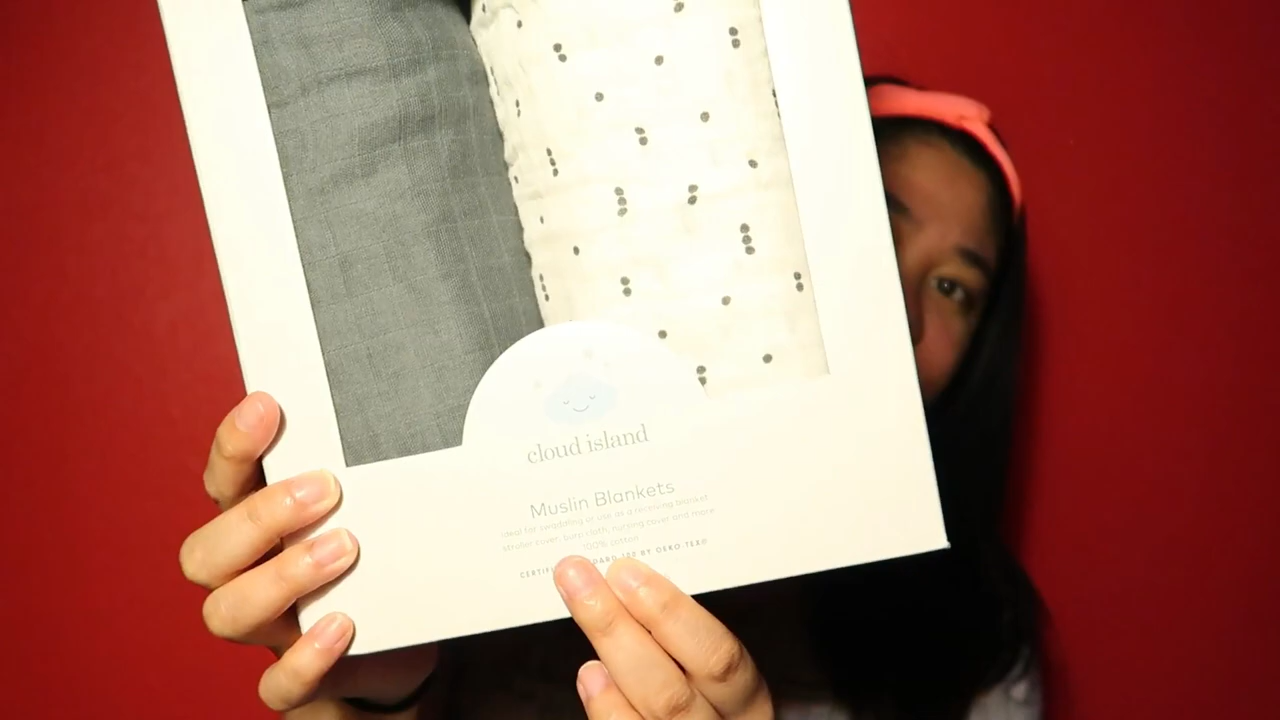 cloud island
Muslin Blankets
Ideal for swaddling or use as a receiving blanket
stroller cover, burp cloth, nursing cover and more
100% cotton
BY OEKO TEX®